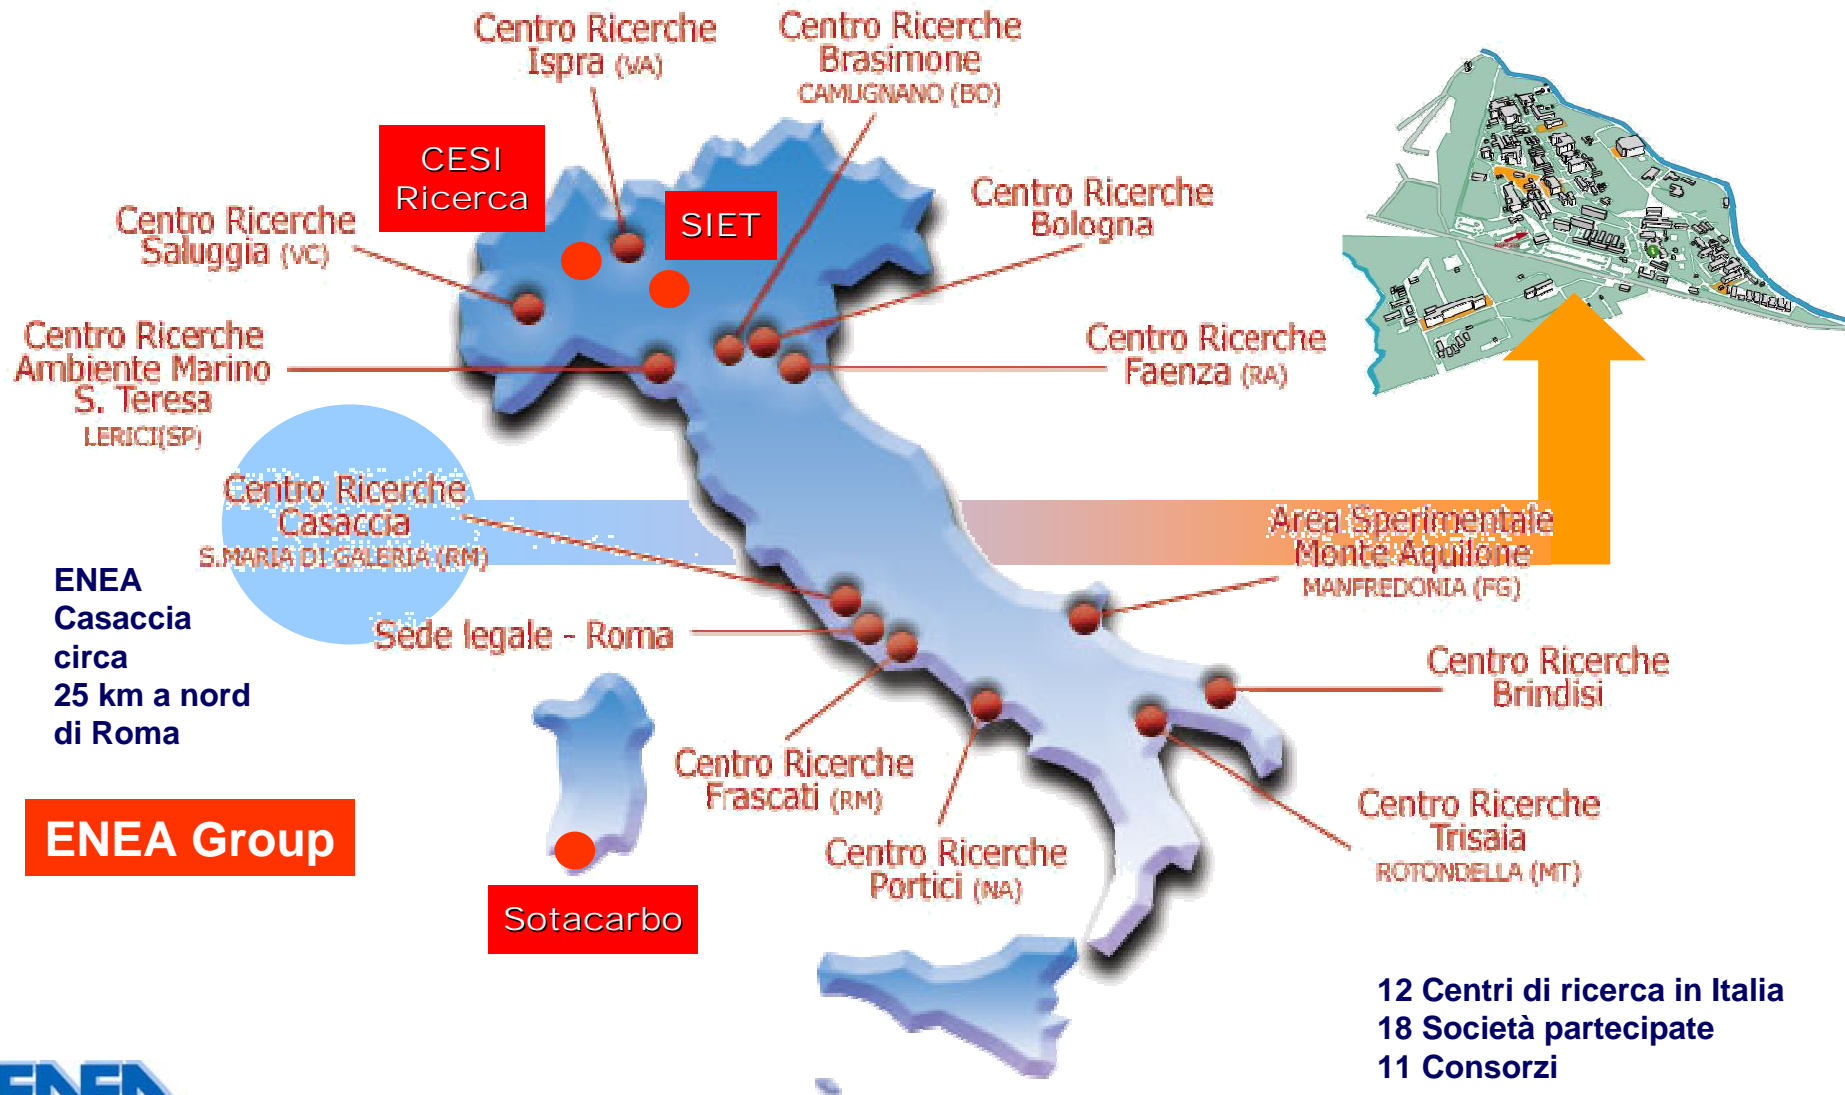 Centro Ricerche
Ispra (VA)
Centro Ricerche
Brasimone
CAMUGNANO (BO)
CESI
Ricerca
SIET
Centro Ricerche
Bologna
Centro Ricerche
Saluggia (VC)
Centro Ricerche
Ambiente Marino
S. Teresa
LERICI(SP)
Centro Ricerche
Faenza (RA)
Centro Ricerche
Casaccia
S.MARIA DI GALERIA (RM)
Area Sperimentale
Monte Aquilone
MANFREDONIA (FG)
ENEA
Casaccia
circa
25 km a nord
di Roma
Sede legale - Roma
Centro Ricerche
Brindisi
Centro Ricerche
Frascati (RM)
Centro Ricerche
Portici (NA)
Centro Ricerche
Trisaia
ROTONDELLA (MT)
ENEA Group
Sotacarbo
12 Centri di ricerca in Italia
18 Società partecipate
11 Consorzi
ENEA